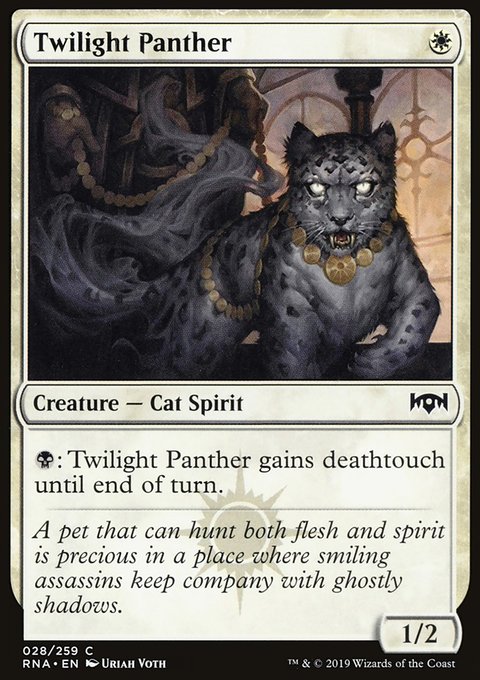 Twilight Panther
Creature — Cat Spirit
: Twilight Panther gains deathtouch
until end of turn.
A pet that can hunt both flesh and spirit
is precious in a place where smiling
assassins keep company with ghostly
shadows.
1/2
028/259 C
RNA • EN Uriah Voth
™ & © 2019 Wizards of the Coast